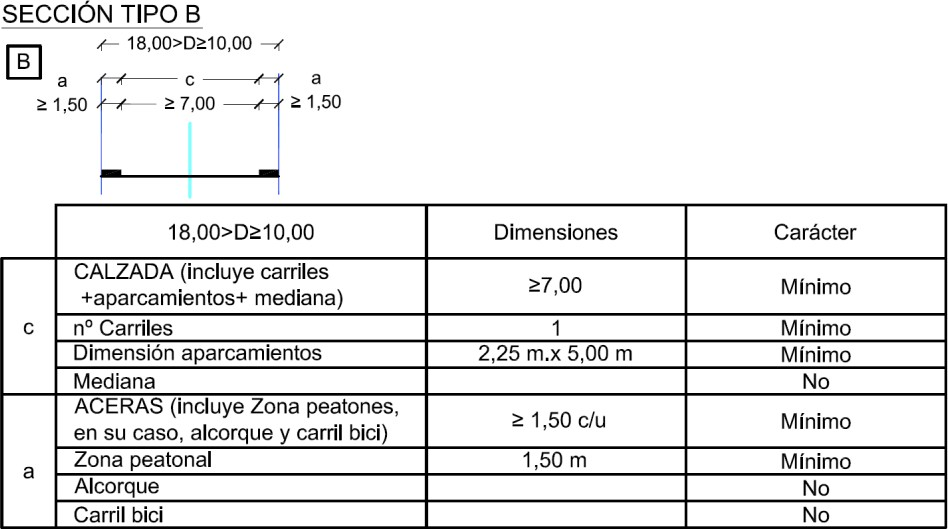 SECCIÓN TIPO B
18,00>D≥10,00
B
a c a
≥ 1,50 ≥ 7,00 ≥ 1,50
18,00>D≥10,00 Dimensiones Carácter
c
CALZADA (incluye carriles
+aparcamientos+ mediana) ≥7,00 Mínimo
nº Carriles 1 Mínimo
Dimensión aparcamientos 2,25 m.x 5,00 m Mínimo
Mediana No
a
ACERAS (incluye Zona peatones,
en su caso, alcorque y carril bici) ≥ 1,50 c/u Mínimo
Zona peatonal 1,50 m Mínimo
Alcorque No
Carril bici No